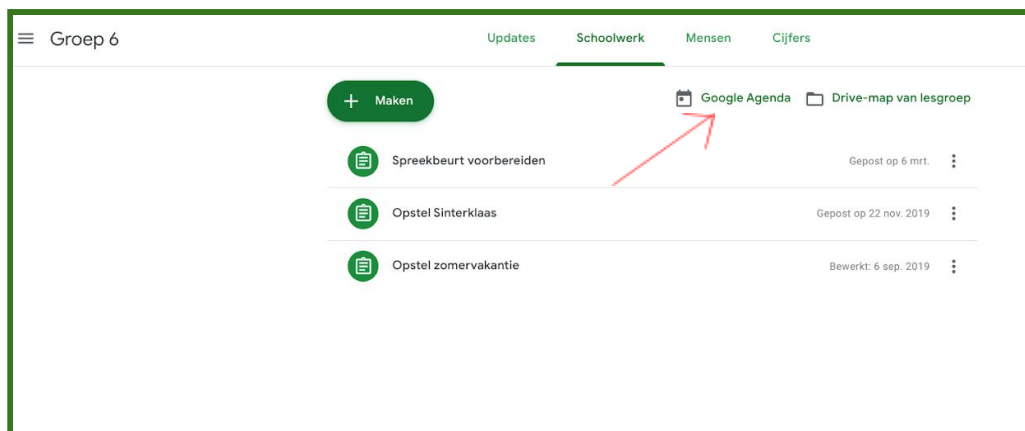 Groep 6
Updates Schoolwerk Mensen Cijfers
Maken Google Agenda Drive-map van lesgroep
Spreekbeurt voorbereiden Gepost op 6 mrt.
Opstel Sinterklaas Gepost op 22 nov. 2019
Opstel zomervakantie Bewerkt: 6 sep. 2019